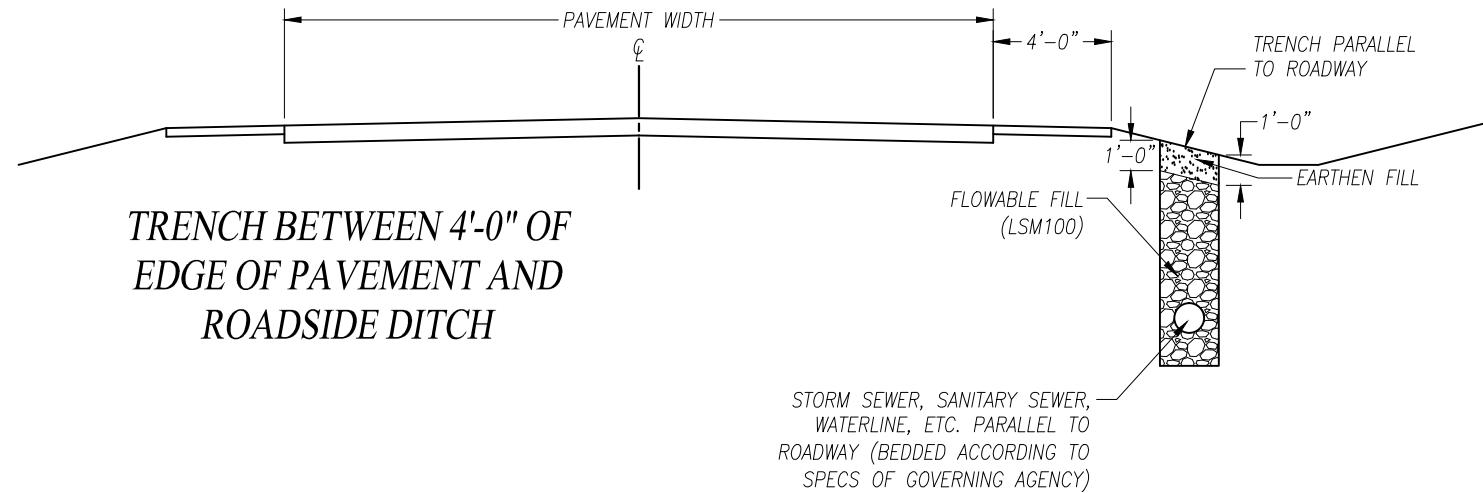 PAVEMENT WIDTH
℄
4'-0"
TRENCH PARALLEL
TO ROADWAY
1'-0"
1'-0"
EARTHEN FILL
FLOWABLE FILL
(LSM100)
TRENCH BETWEEN 4'-0" OF
EDGE OF PAVEMENT AND
ROADSIDE DITCH
STORM SEWER, SANITARY SEWER,
WATERLINE, ETC. PARALLEL TO
ROADWAY (BEDDED ACCORDING TO
SPECS OF GOVERNING AGENCY)